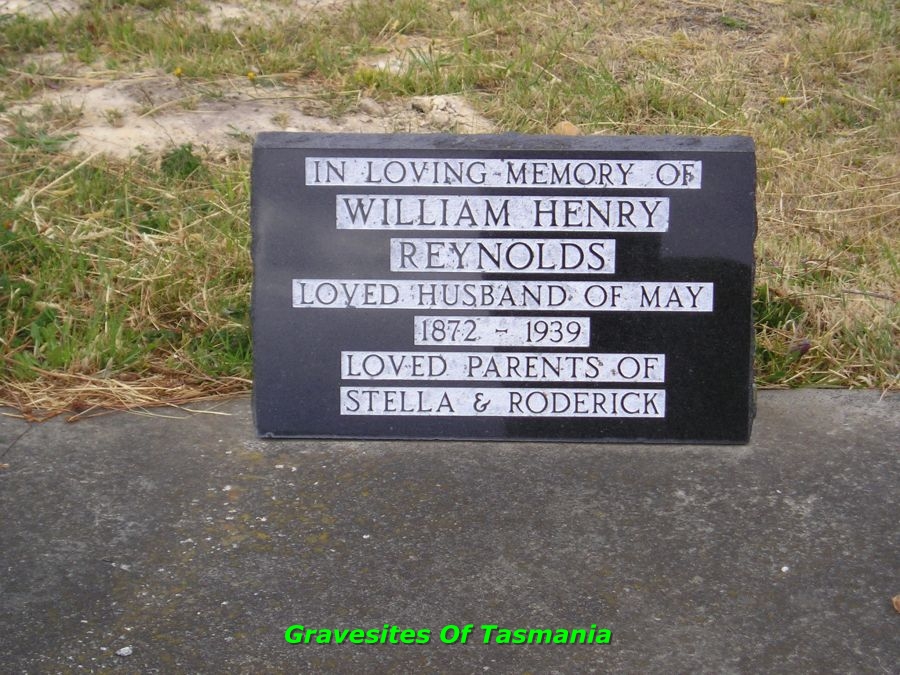 IN LOVING MEMORY OF
WILLIAM HENRY
REYNOLDS
LOVED HUSBAND OF MAY
1872 - 1939
LOVED PARENTS OF
STELLA & RODERICK
Gravesites Of Tasmania